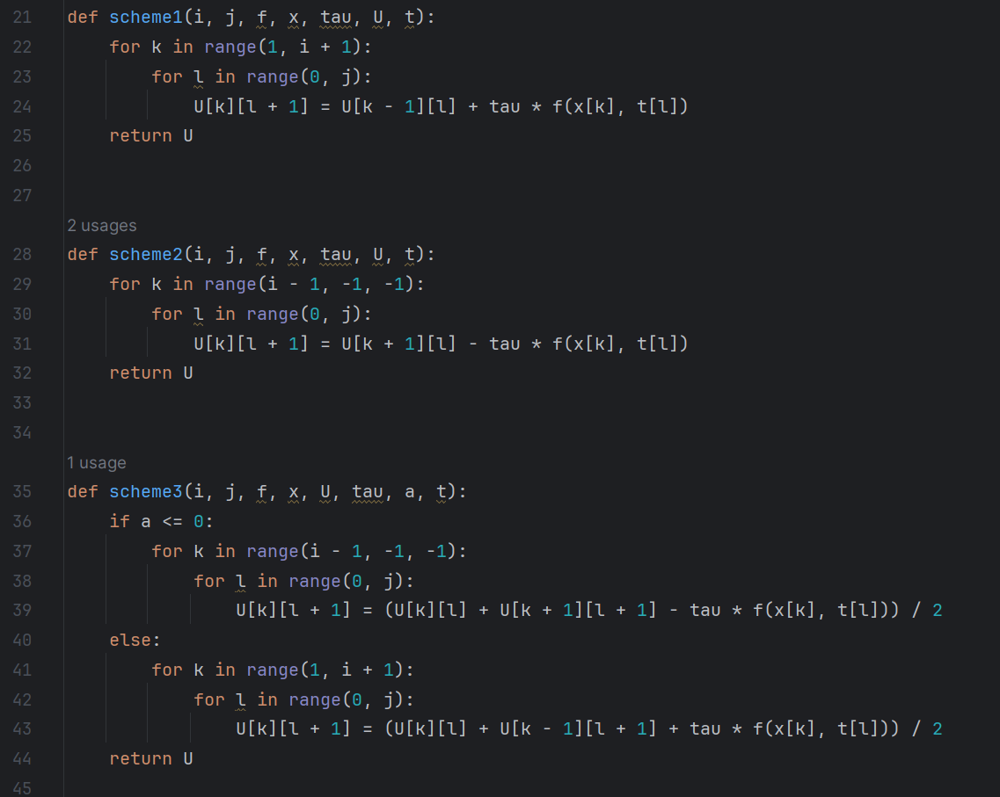 21 def scheme1(i, j, f, x, tau, U, t):
22     for k in range(1, i + 1):
23         for l in range(0, j):
24             U[k][l + 1] = U[k - 1][l] + tau * f(x[k], t[l])
25     return U
26
27
2 usages
28 def scheme2(i, j, f, x, tau, U, t):
29     for k in range(i - 1, -1, -1):
30         for l in range(0, j):
31             U[k][l + 1] = U[k + 1][l] - tau * f(x[k], t[l])
32     return U
33
34
1 usage
35 def scheme3(i, j, f, x, U, tau, a, t):
36     if a <= 0:
37         for k in range(i - 1, -1, -1):
38             for l in range(0, j):
39                 U[k][l + 1] = (U[k][l] + U[k + 1][l + 1] - tau * f(x[k], t[l])) / 2
40     else:
41         for k in range(1, i + 1):
42             for l in range(0, j):
43                 U[k][l + 1] = (U[k][l] + U[k - 1][l + 1] + tau * f(x[k], t[l])) / 2
44     return U
45